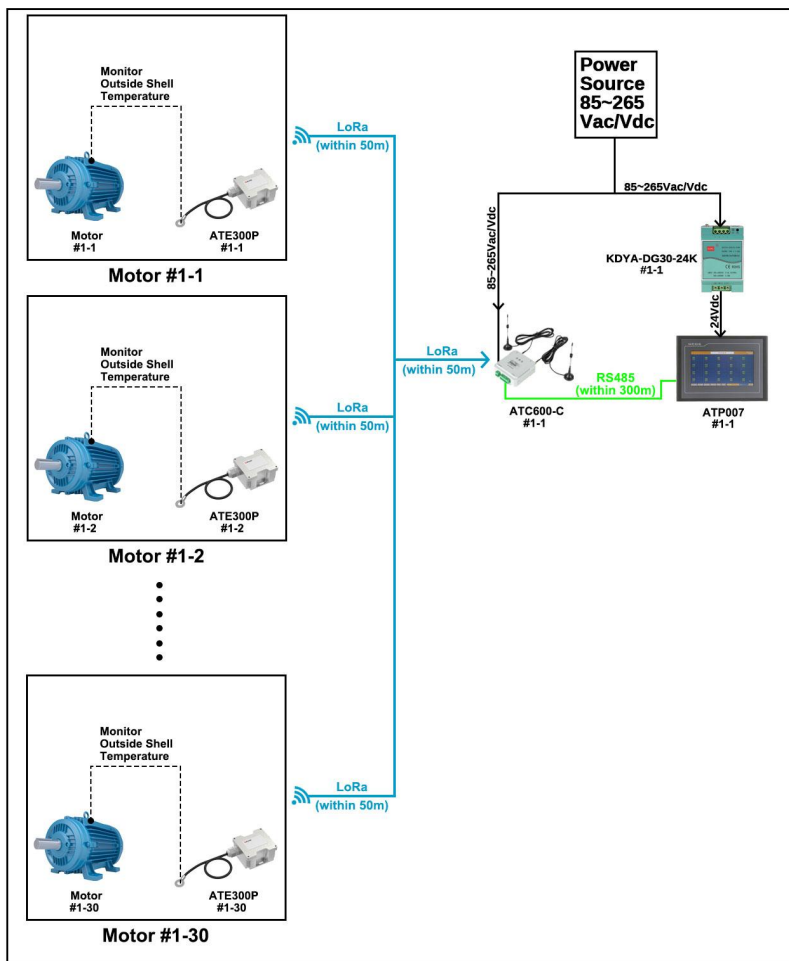 Monitor
Outside Shell
Temperature
Motor
#1-1
ATE300P
#1-1
Motor #1-1
LoRa
(within 50m)
Monitor
Outside Shell
Temperature
Motor
#1-2
ATE300P
#1-2
Motor #1-2
LoRa
(within 50m)
Monitor
Outside Shell
Temperature
Motor
#1-30
ATE300P
#1-30
Motor #1-30
LoRa
(within 50m)
LoRa
(within 50m)
Power
Source
85~265
Vac/Vdc
85~265Vac/Vdc
85~265Vac/Vdc
KDYA-DG30-24K
#1-1
24Vdc
RS485
(within 300m)
ATC600-C
#1-1
ATP007
#1-1